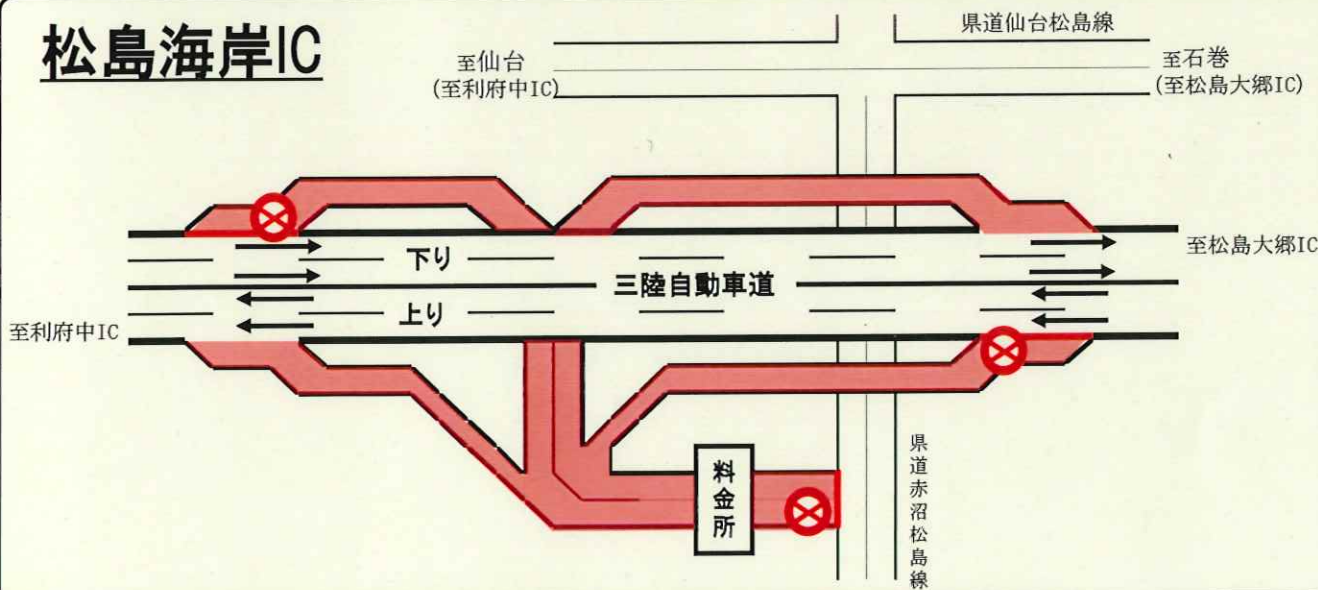 松島海岸IC
県道仙台松島線
至仙台
(至利府中IC)
至石巻
(至松島大郷IC)
下り
至松島大郷IC
三陸自動車道
上り
至利府中IC
料金所
県道赤沼松島線